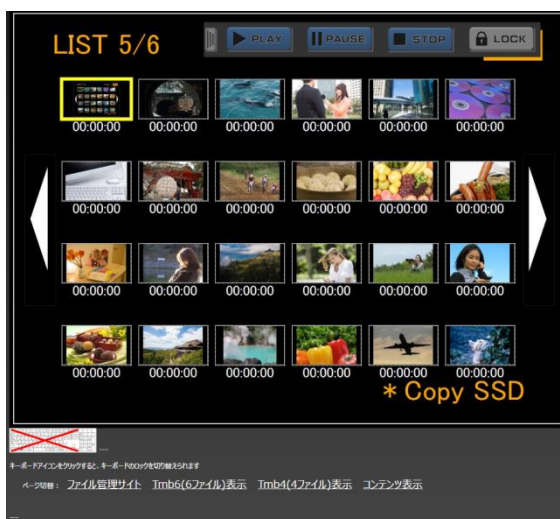 LIST 5/6
PLAY
PAUSE
STOP
LOCK
00:00:00 00:00:00 00:00:00 00:00:00 00:00:00 00:00:00
00:00:00 00:00:00 00:00:00 00:00:00 00:00:00 00:00:00
00:00:00 00:00:00 00:00:00 00:00:00 00:00:00 00:00:00
00:00:00 00:00:00 00:00:00 00:00:00 00:00:00 00:00:00
* Copy SSD
キーボードアイコンをクリックすると、キーボードのロックを切り替えられます
ページ切替： ファイル管理サイト Tmb6(6ファイル)表示 Tmb4(4ファイル)表示 コンテンツ表示